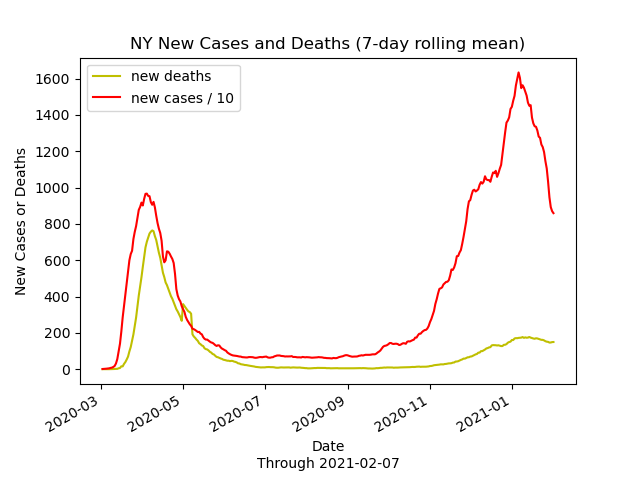 NY New Cases and Deaths (7-day rolling mean)
new deaths
new cases / 10
1600
1400
1200
1000
800
600
400
200
0
New Cases or Deaths
2020-03
2020-05
2020-07
2020-09
2020-11
2021-01
Date
Through 2021-02-07